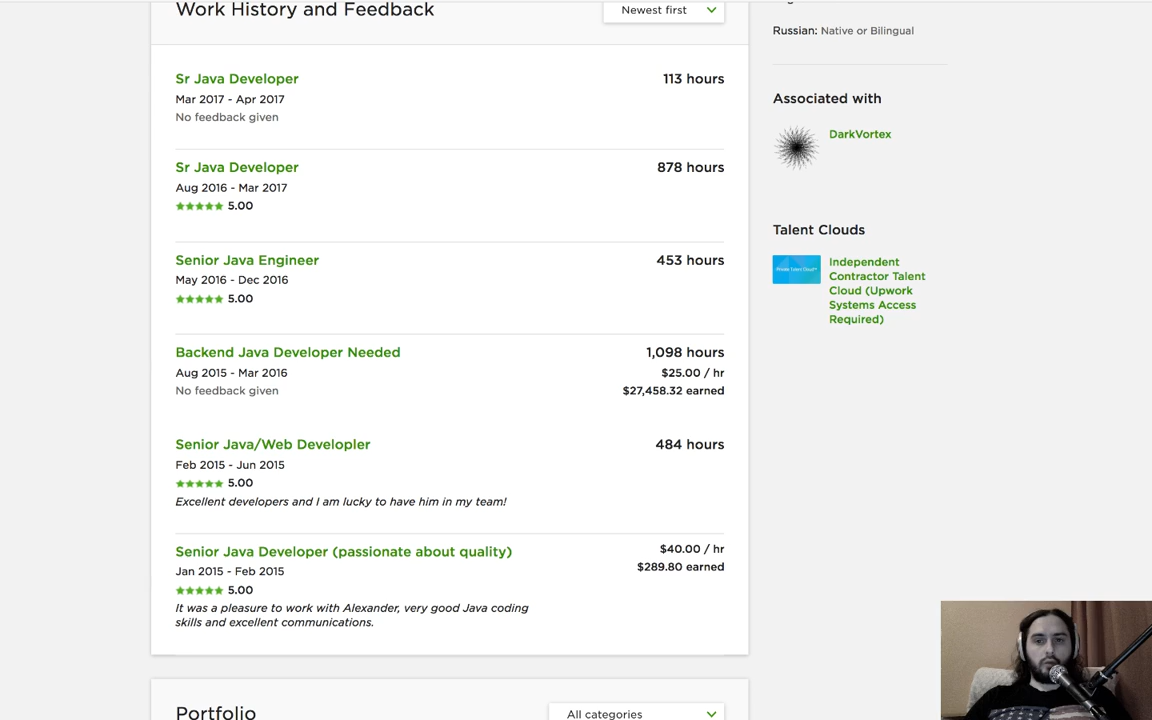 Work History and Feedback
Newest first
Sr Java Developer
113 hours
Mar 2017 - Apr 2017
No feedback given
Sr Java Developer
878 hours
Aug 2016 - Mar 2017
5.00
Senior Java Engineer
453 hours
May 2016 - Dec 2016
5.00
Backend Java Developer Needed
1,098 hours
Aug 2015 - Mar 2016
$25.00 / hr
No feedback given
$27,458.32 earned
Senior Java/Web Developler
484 hours
Feb 2015 - Jun 2015
5.00
Excellent developers and I am lucky to have him in my team!
Senior Java Developer (passionate about quality)
$40.00 / hr
Jan 2015 - Feb 2015
$289.80 earned
5.00
It was a pleasure to work with Alexander, very good Java coding
skills and excellent communications.
Portfolio
All categories
Russian: Native or Bilingual
Associated with
DarkVortex
Talent Clouds
Private Talent Cloud™
Independent
Contractor Talent
Cloud (Upwork
Systems Access
Required)